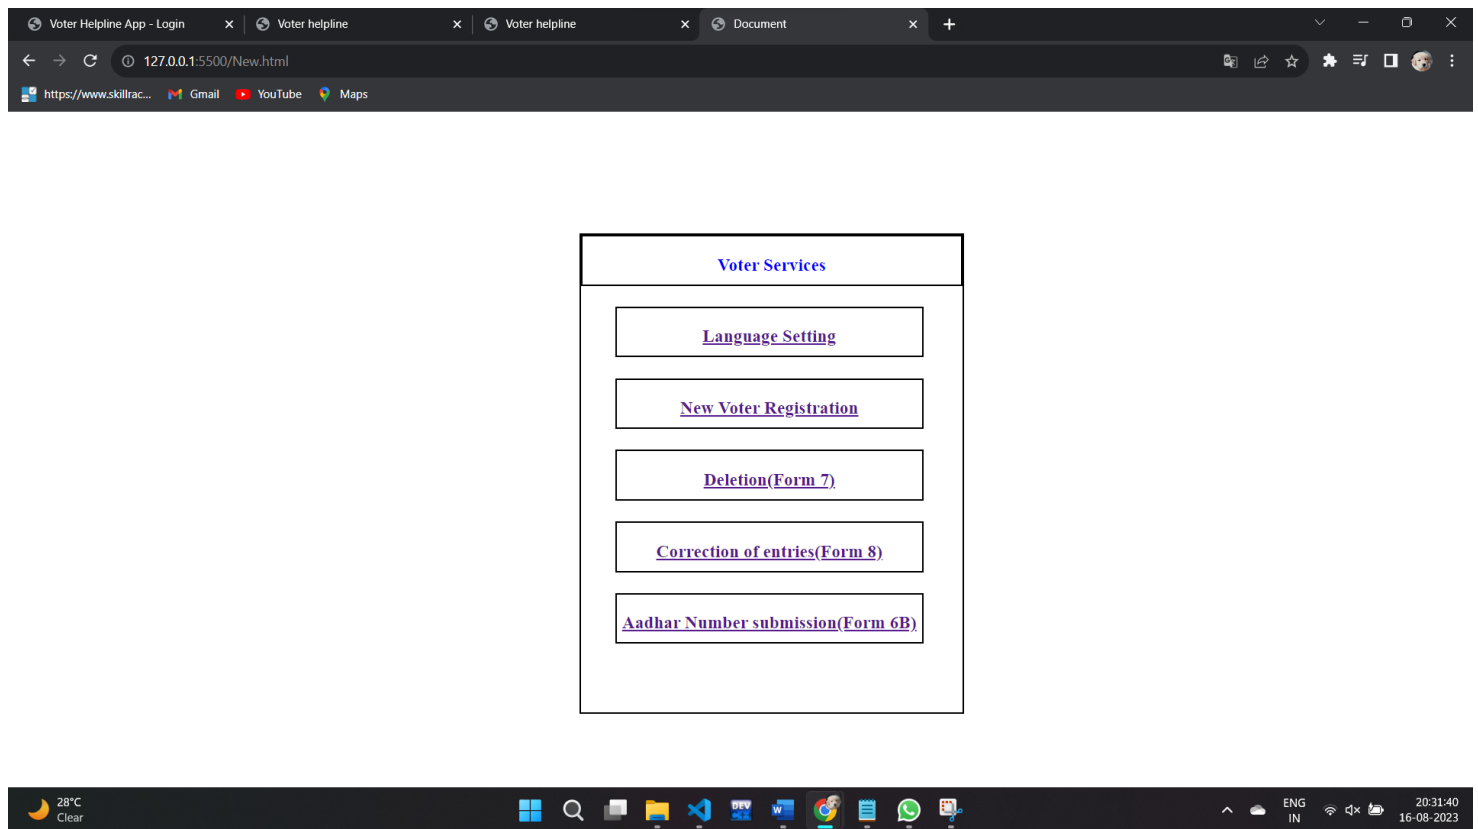 Voter Helpline App - Login
Voter helpline
Voter helpline
Document
127.0.0.1:5500/New.html
https://www.skillrac...
Gmail
YouTube
Maps
Voter Services
Language Setting
New Voter Registration
Deletion(Form 7)
Correction of entries(Form 8)
Aadhar Number submission(Form 6B)
28°C
Clear
DEV
ENG
IN
20:31:40
16-08-2023